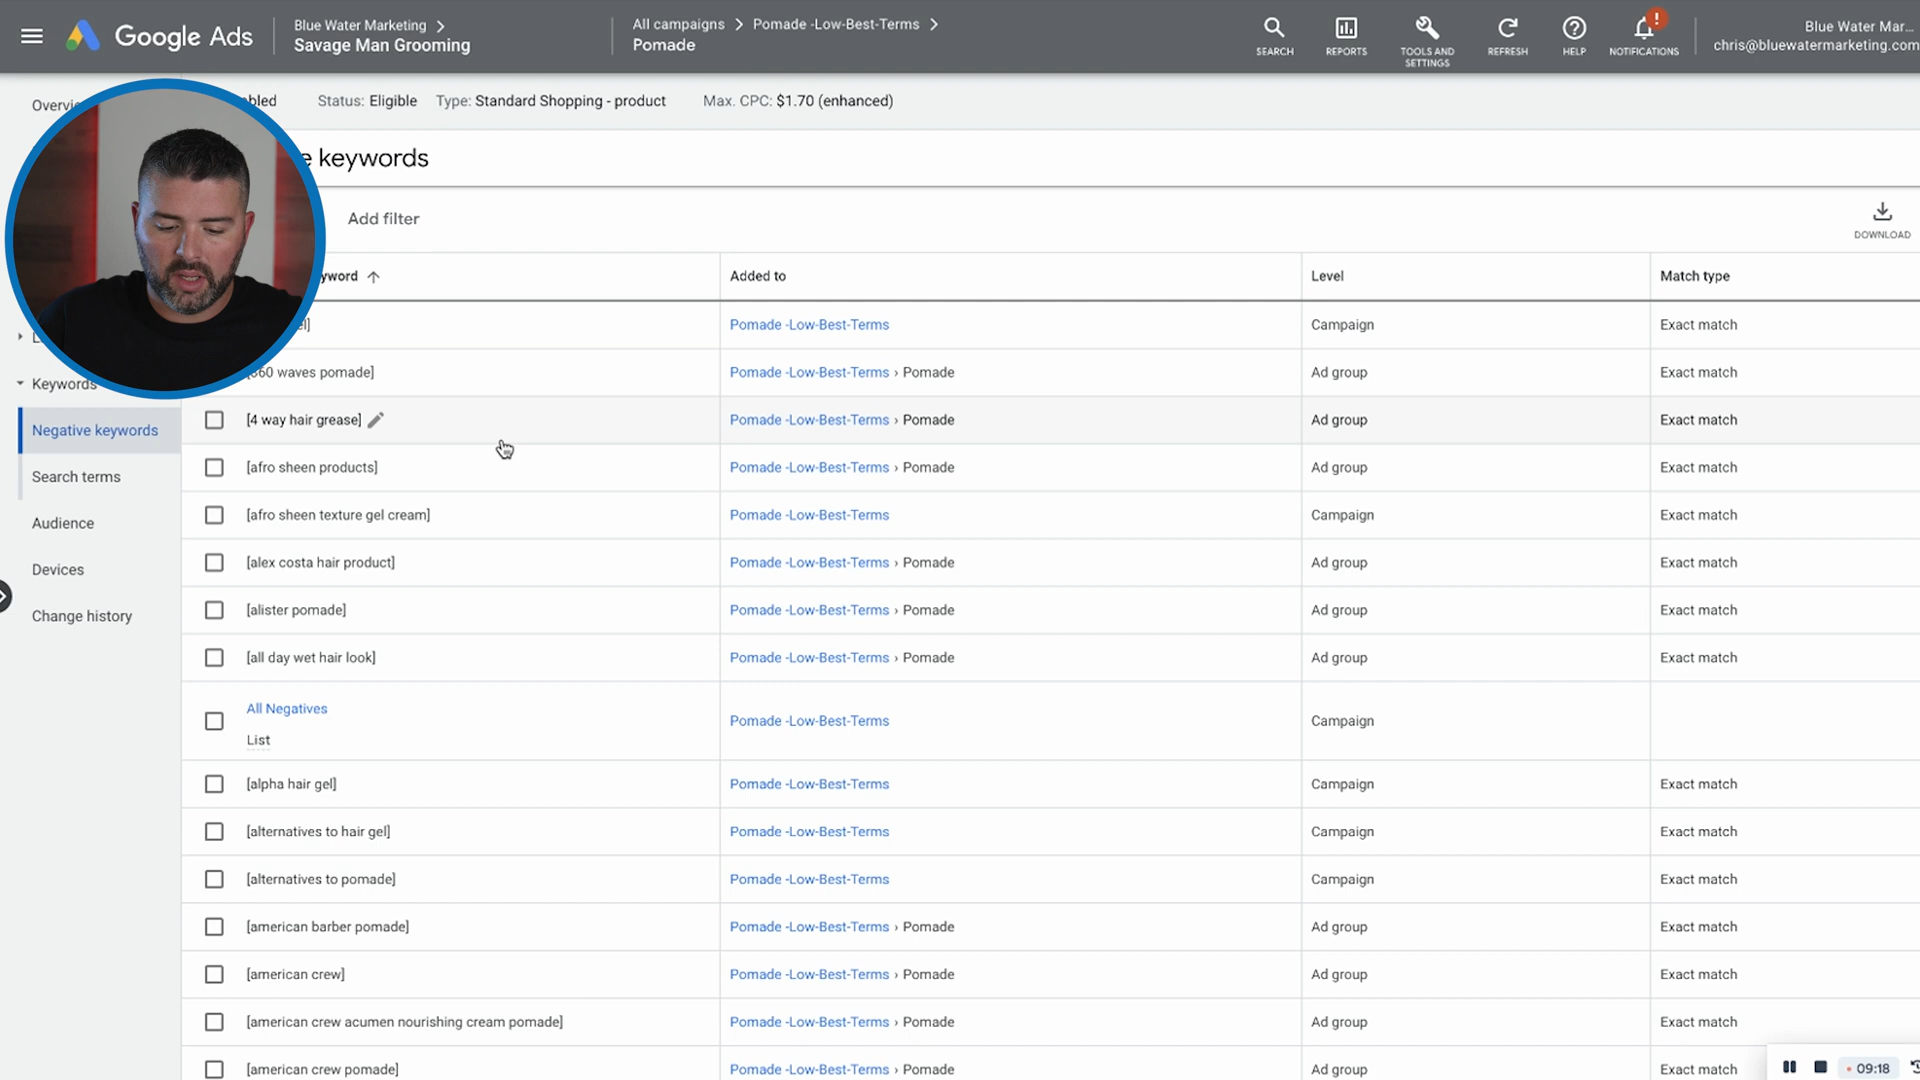 Google Ads
Blue Water Marketing
Savage Man Grooming
All campaigns
Pomade -Low-Best-Terms
Pomade
SEARCH
REPORTS
TOOLS AND SETTINGS
REFRESH
HELP
NOTIFICATIONS
Blue Water Mar...
chris@bluewatermarketing.com
Status: Eligible
Type: Standard Shopping - product
Max. CPC: $1.70 (enhanced)
keywords
Add filter
DOWNLOAD
Added to
Level
Match type
Pomade -Low-Best-Terms
Campaign
Exact match
waves pomade]
Pomade -Low-Best-Terms › Pomade
Ad group
Exact match
Keywords
[4 way hair grease]
Pomade -Low-Best-Terms › Pomade
Ad group
Exact match
Negative keywords
[afro sheen products]
Pomade -Low-Best-Terms › Pomade
Ad group
Exact match
Search terms
[afro sheen texture gel cream]
Pomade -Low-Best-Terms
Campaign
Exact match
Audience
[alex costa hair product]
Pomade -Low-Best-Terms › Pomade
Ad group
Exact match
Devices
[alister pomade]
Pomade -Low-Best-Terms › Pomade
Ad group
Exact match
Change history
[all day wet hair look]
Pomade -Low-Best-Terms › Pomade
Ad group
Exact match
All Negatives
List
Pomade -Low-Best-Terms
Campaign
[alpha hair gel]
Pomade -Low-Best-Terms
Campaign
Exact match
[alternatives to hair gel]
Pomade -Low-Best-Terms
Campaign
Exact match
[alternatives to pomade]
Pomade -Low-Best-Terms
Campaign
Exact match
[american barber pomade]
Pomade -Low-Best-Terms › Pomade
Ad group
Exact match
[american crew]
Pomade -Low-Best-Terms › Pomade
Ad group
Exact match
[american crew acumen nourishing cream pomade]
Pomade -Low-Best-Terms › Pomade
Ad group
Exact match
[american crew pomade]
Pomade -Low-Best-Terms › Pomade
Ad group
Exact match
09:18